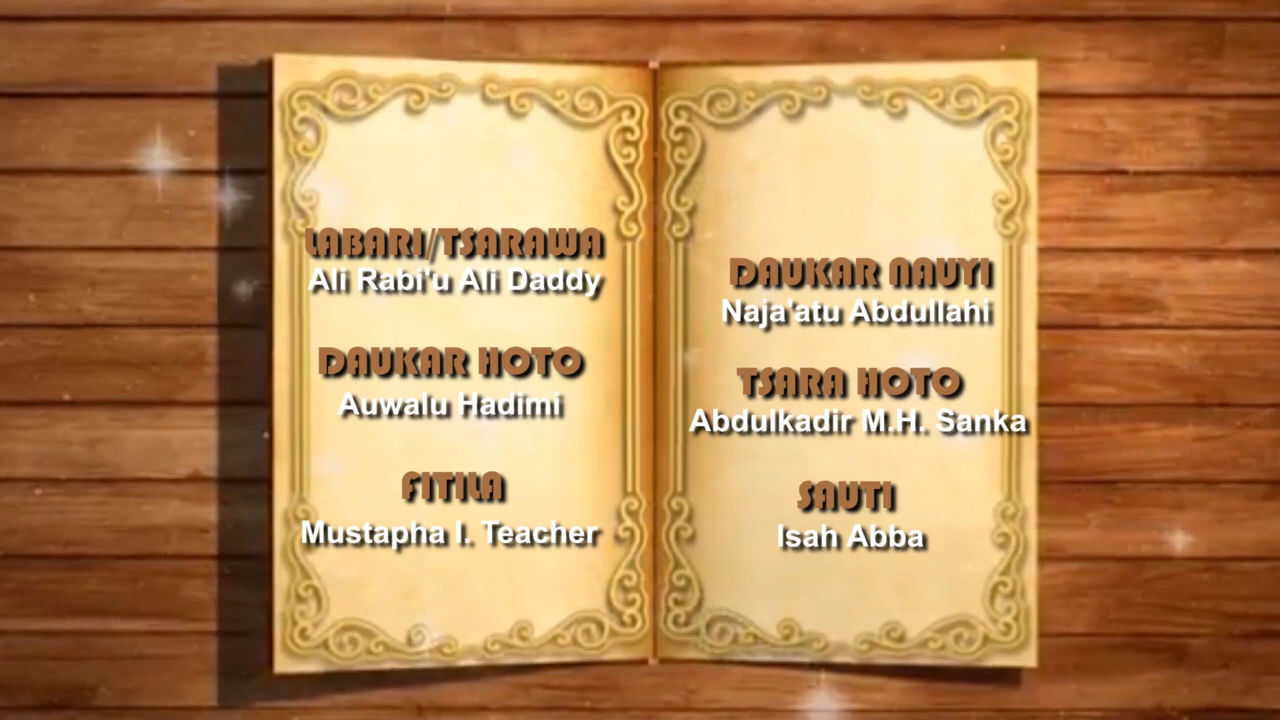 LABARI/TSARAWA
Ali Rabi'u Ali Daddy
DAUKAR HOTO
Auwalu Hadimi
FITILA
Mustapha I. Teacher
DAUKAR NAUYI
Naja'atu Abdullahi
TSARA HOTO
Abdulkadir M.H. Sanka
SAUTI
Isah Abba